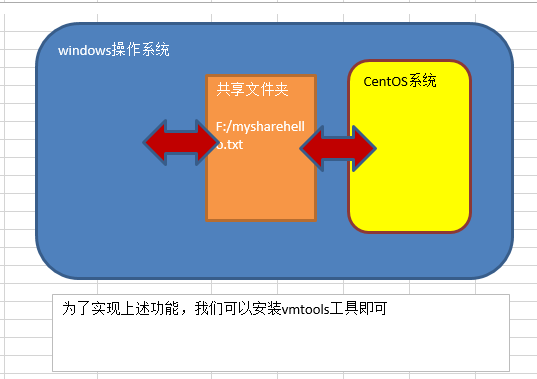 windows操作系统
共享文件夹
F:/mysharehell
o.txt
CentOS系统
为了实现上述功能，我们可以安装vmtools工具即可